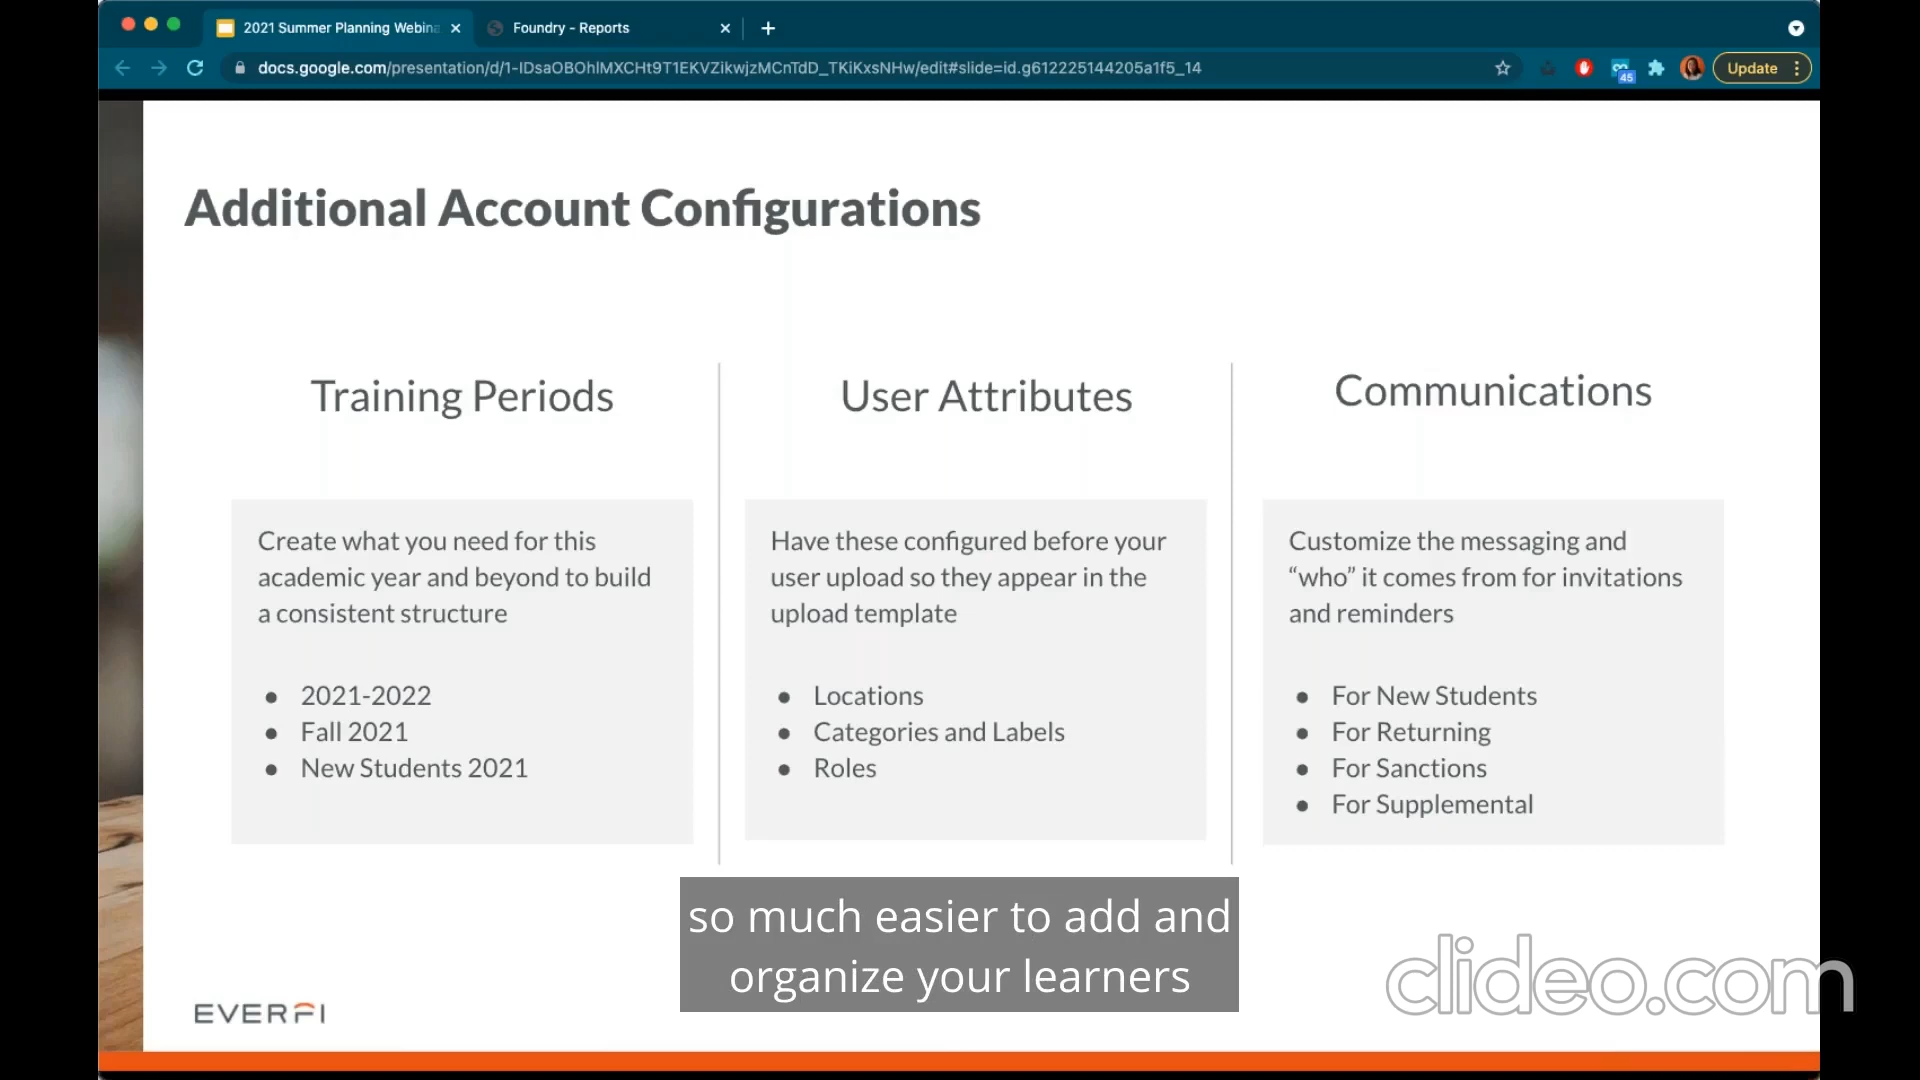 2021 Summer Planning Webina
Foundry - Reports
docs.google.com/presentation/d/1-IDsaOBOhlMXCHt9T1EKVZikwjzMCnTdD_TKiKxsNHw/edit#slide=id.g612225144205a1f5_14
45
Update
Additional Account Configurations
Training Periods
Create what you need for this
academic year and beyond to build
a consistent structure
● 2021-2022
● Fall 2021
● New Students 2021
User Attributes
Have these configured before your
user upload so they appear in the
upload template
● Locations
● Categories and Labels
● Roles
Communications
Customize the messaging and
“who” it comes from for invitations
and reminders
● For New Students
● For Returning
● For Sanctions
● For Supplemental
so much easier to add and
organize your learners
EVERFI
clideo.com